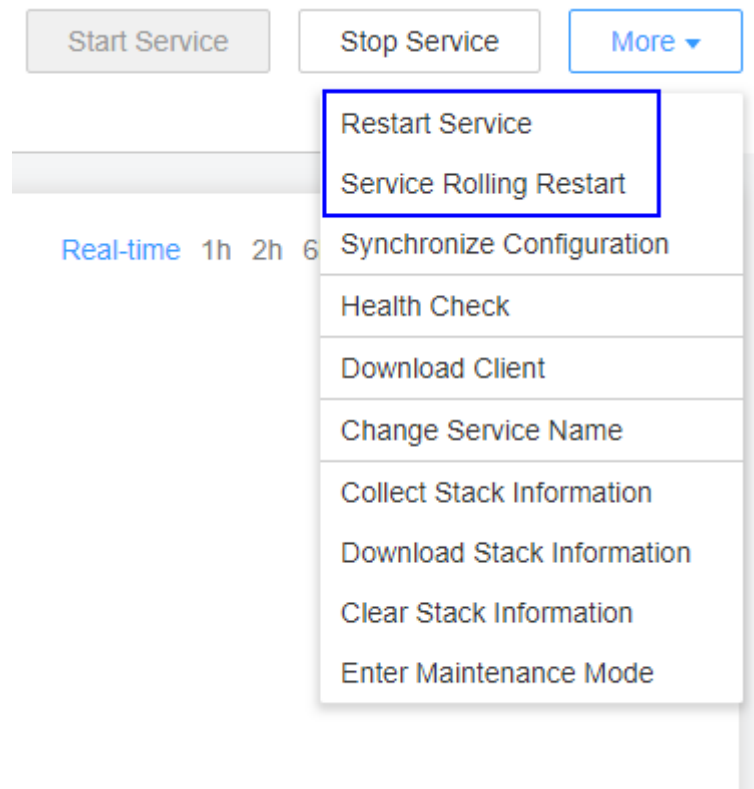 Start Service Stop Service More
Restart Service
Service Rolling Restart
Real-time 1h 2h 6 Synchronize Configuration
Health Check
Download Client
Change Service Name
Collect Stack Information
Download Stack Information
Clear Stack Information
Enter Maintenance Mode